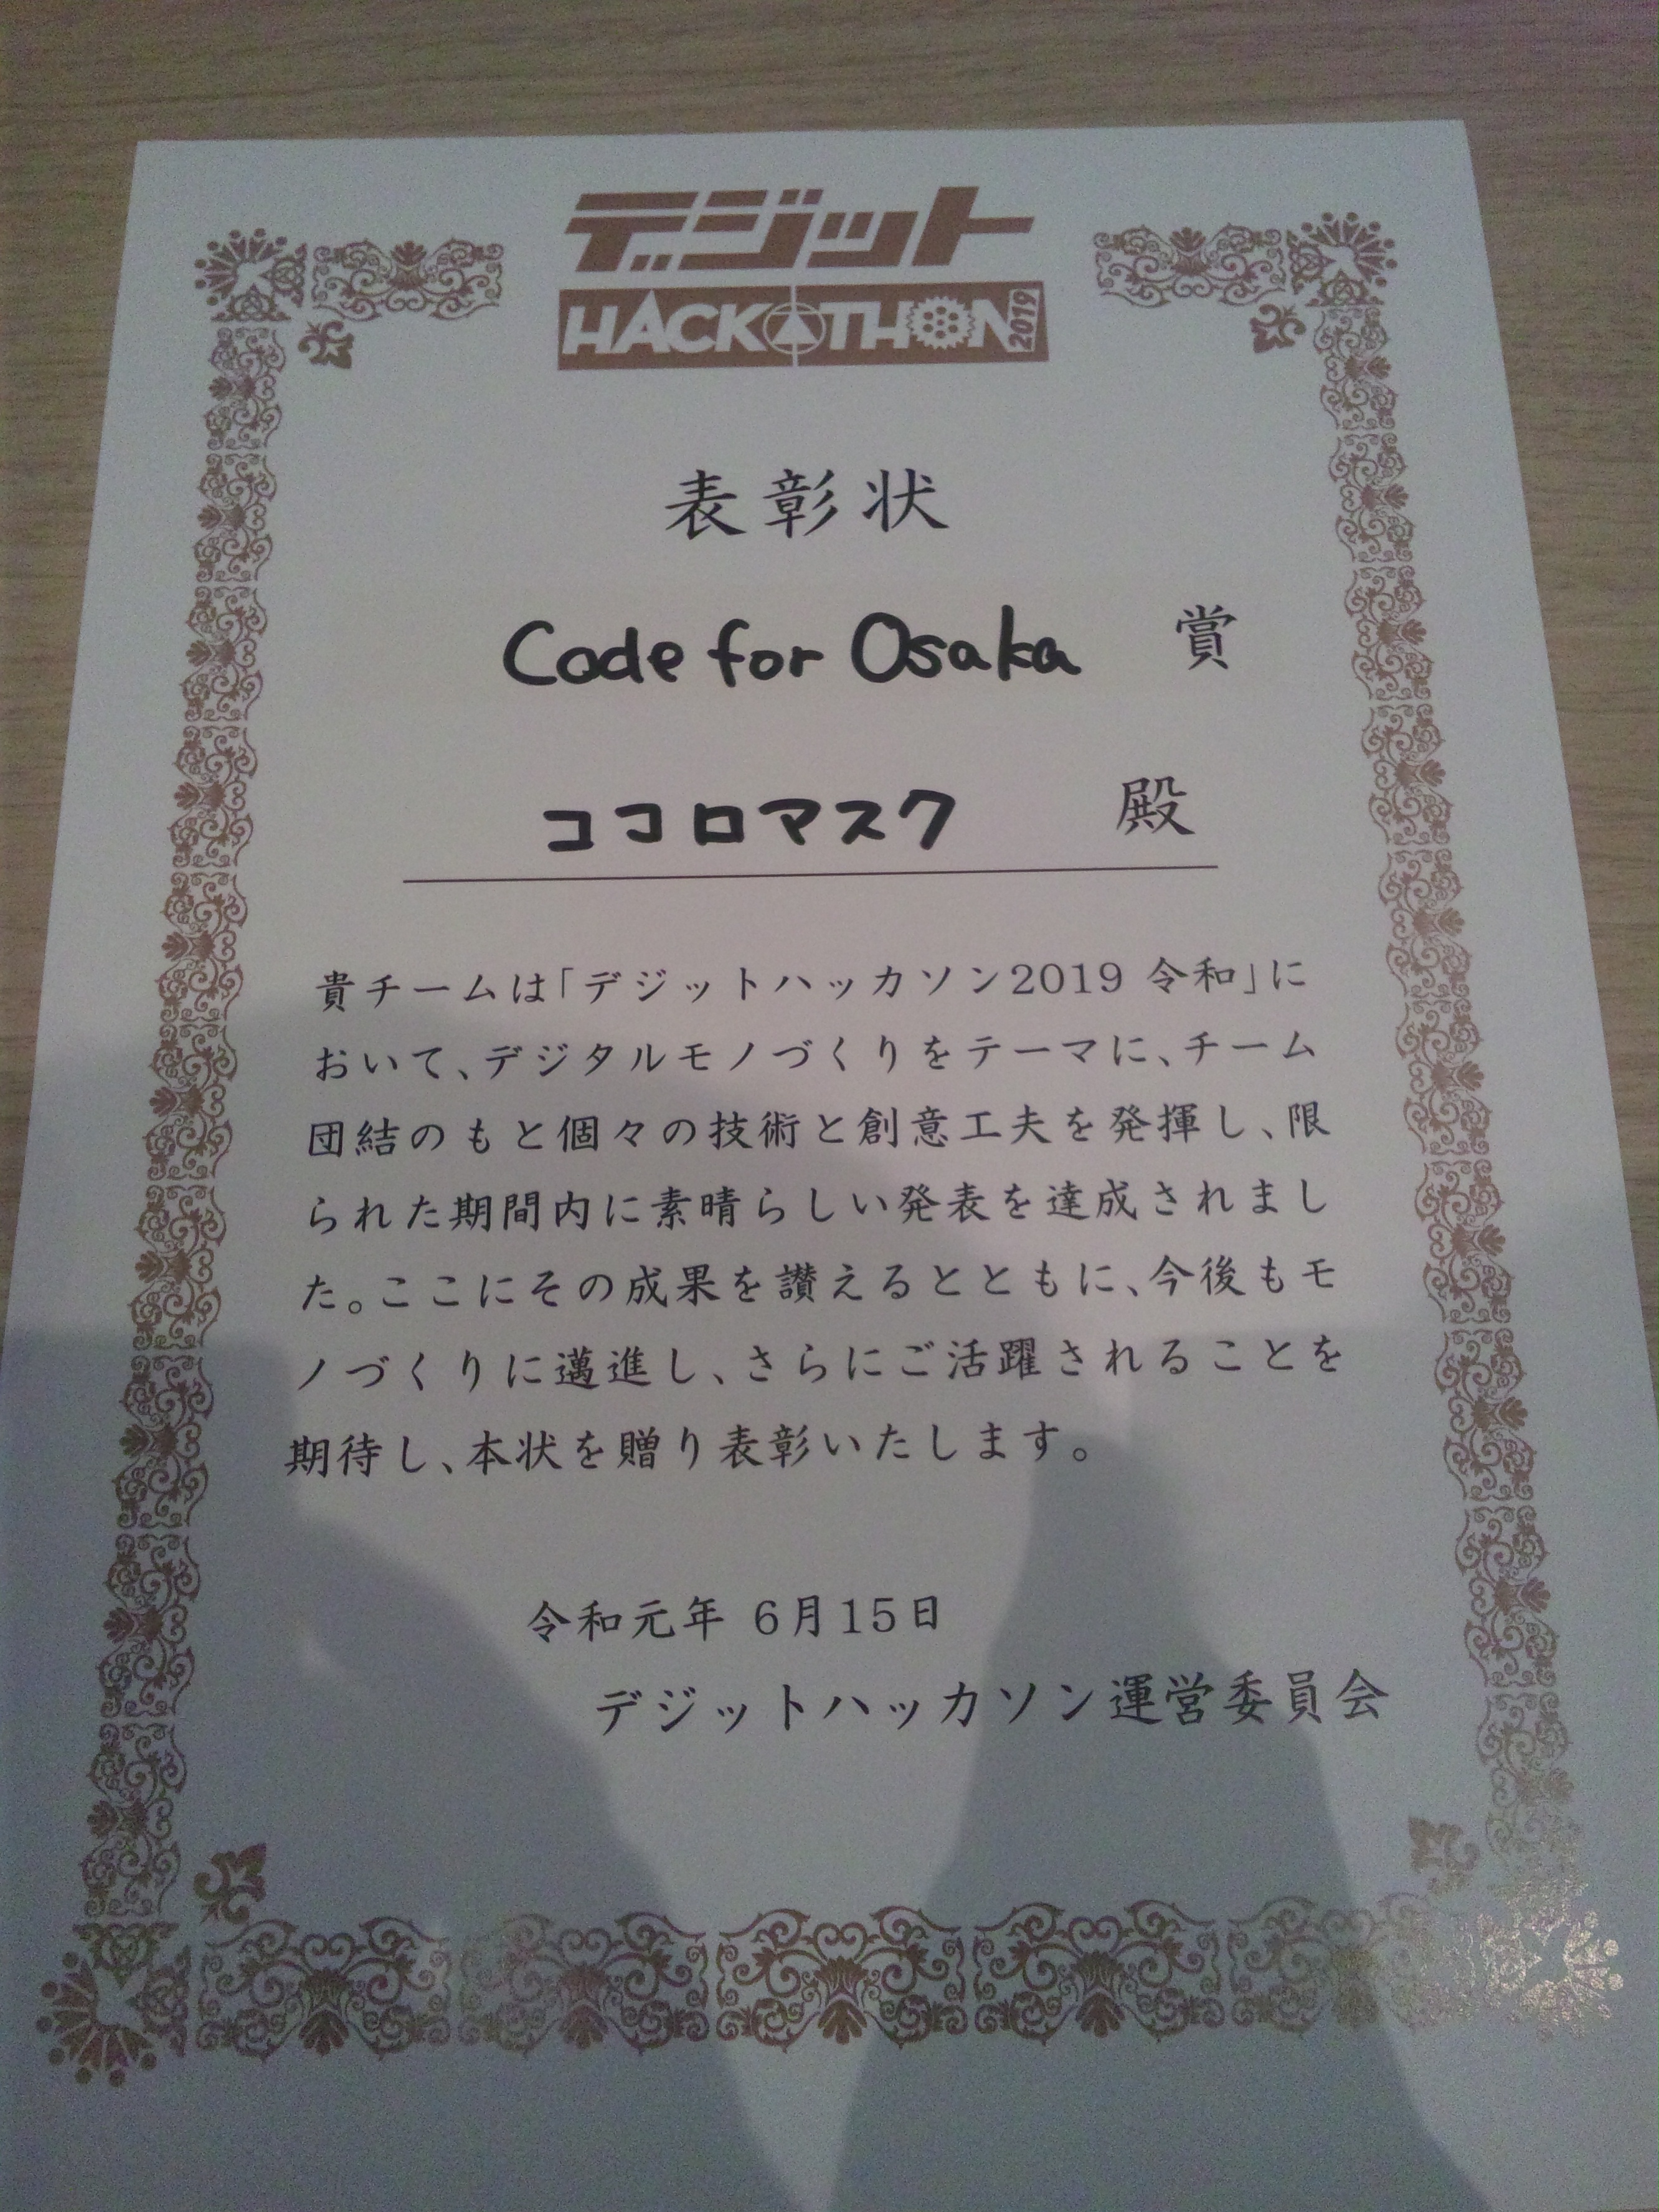 デジット
HACKATHON 2019
表彰状
Code for Osaka 賞
ココロマスク 殿
貴チームは「デジットハッカソン2019 令和」に
おいて、デジタルモノづくりをテーマに、チーム
団結のもと個々の技術と創意工夫を発揮し、限
られた期間内に素晴らしい発表を達成されまし
た。ここにその成果を讃えるとともに、今後もモ
ノづくりに邁進し、さらにご活躍されることを
期待し、本状を贈り表彰いたします。
令和元年 6月15日
デジットハッカソン運営委員会